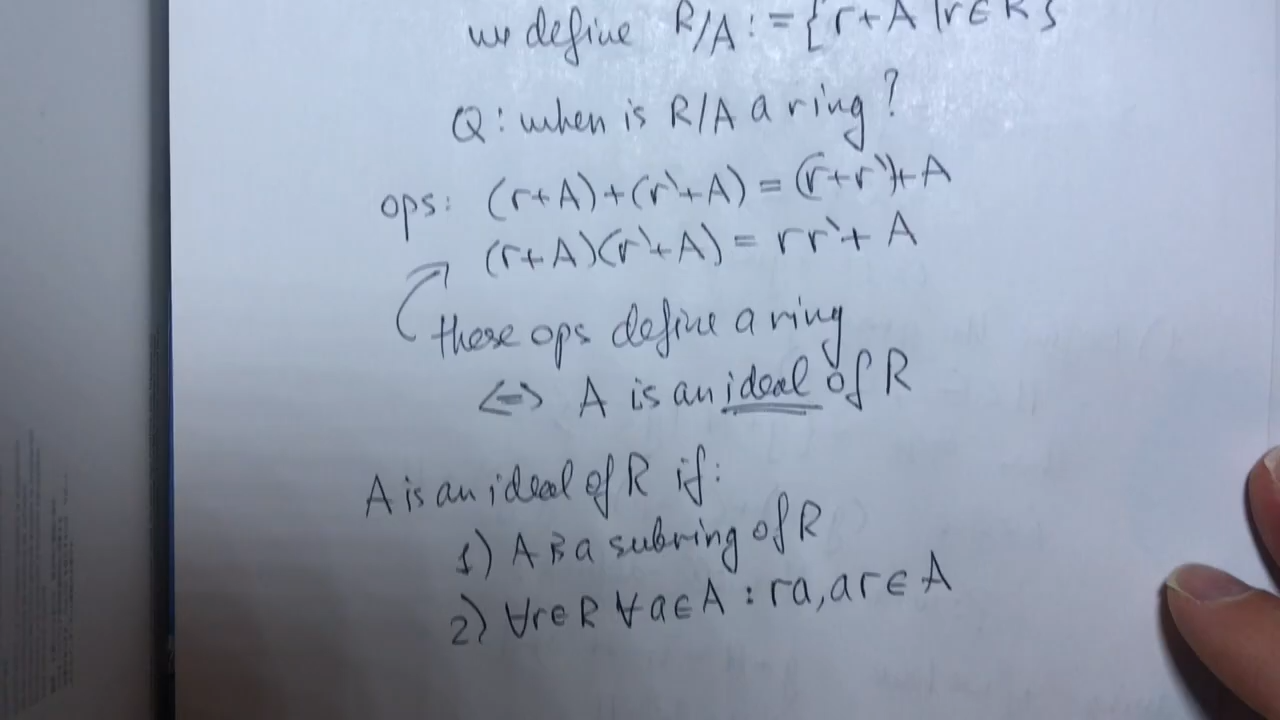 we define R/A := {r+A | r∈R}
Q: when is R/A a ring?
ops: (r+A)+(r'+A) = (r+r')+A
(r+A)(r'+A) = rr'+A
these ops define a ring
<=> A is an ideal of R
A is an ideal of R if:
1) A is a subring of R
2) ∀r∈R ∀a∈A : ra, ar∈A